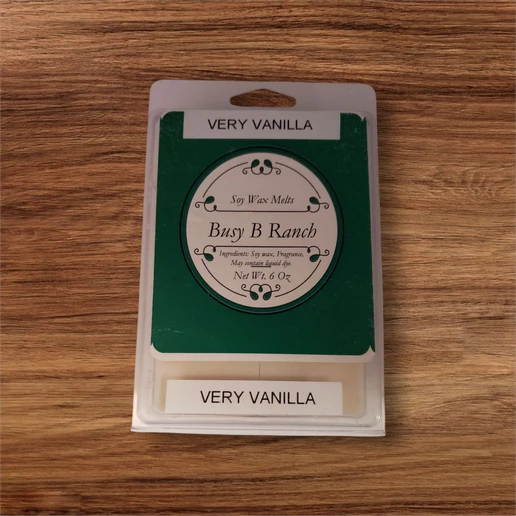 VERY VANILLA
Soy Wax Melts
Busy B Ranch
Ingredients: Soy wax, Fragrance,
May contain liquid dye.
Net Wt. 6 Oz
VERY VANILLA